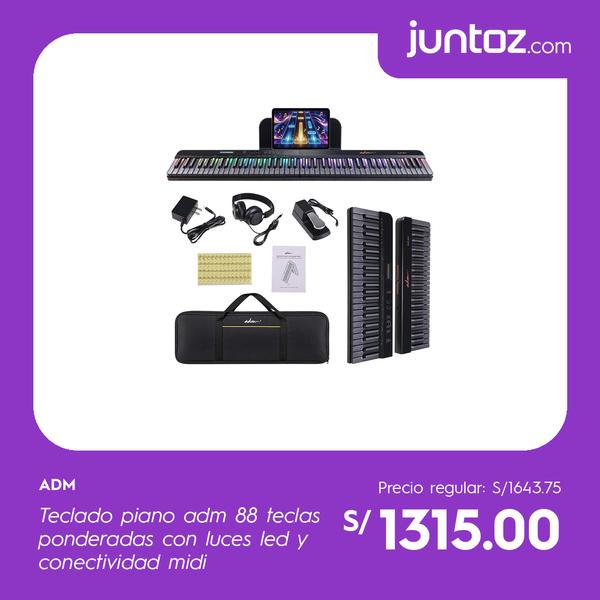 juntoz.com
adm
ADM
Precio regular: S/1643.75
Teclado piano adm 88 teclas
ponderadas con luces led y
conectividad midi
S/1315.00